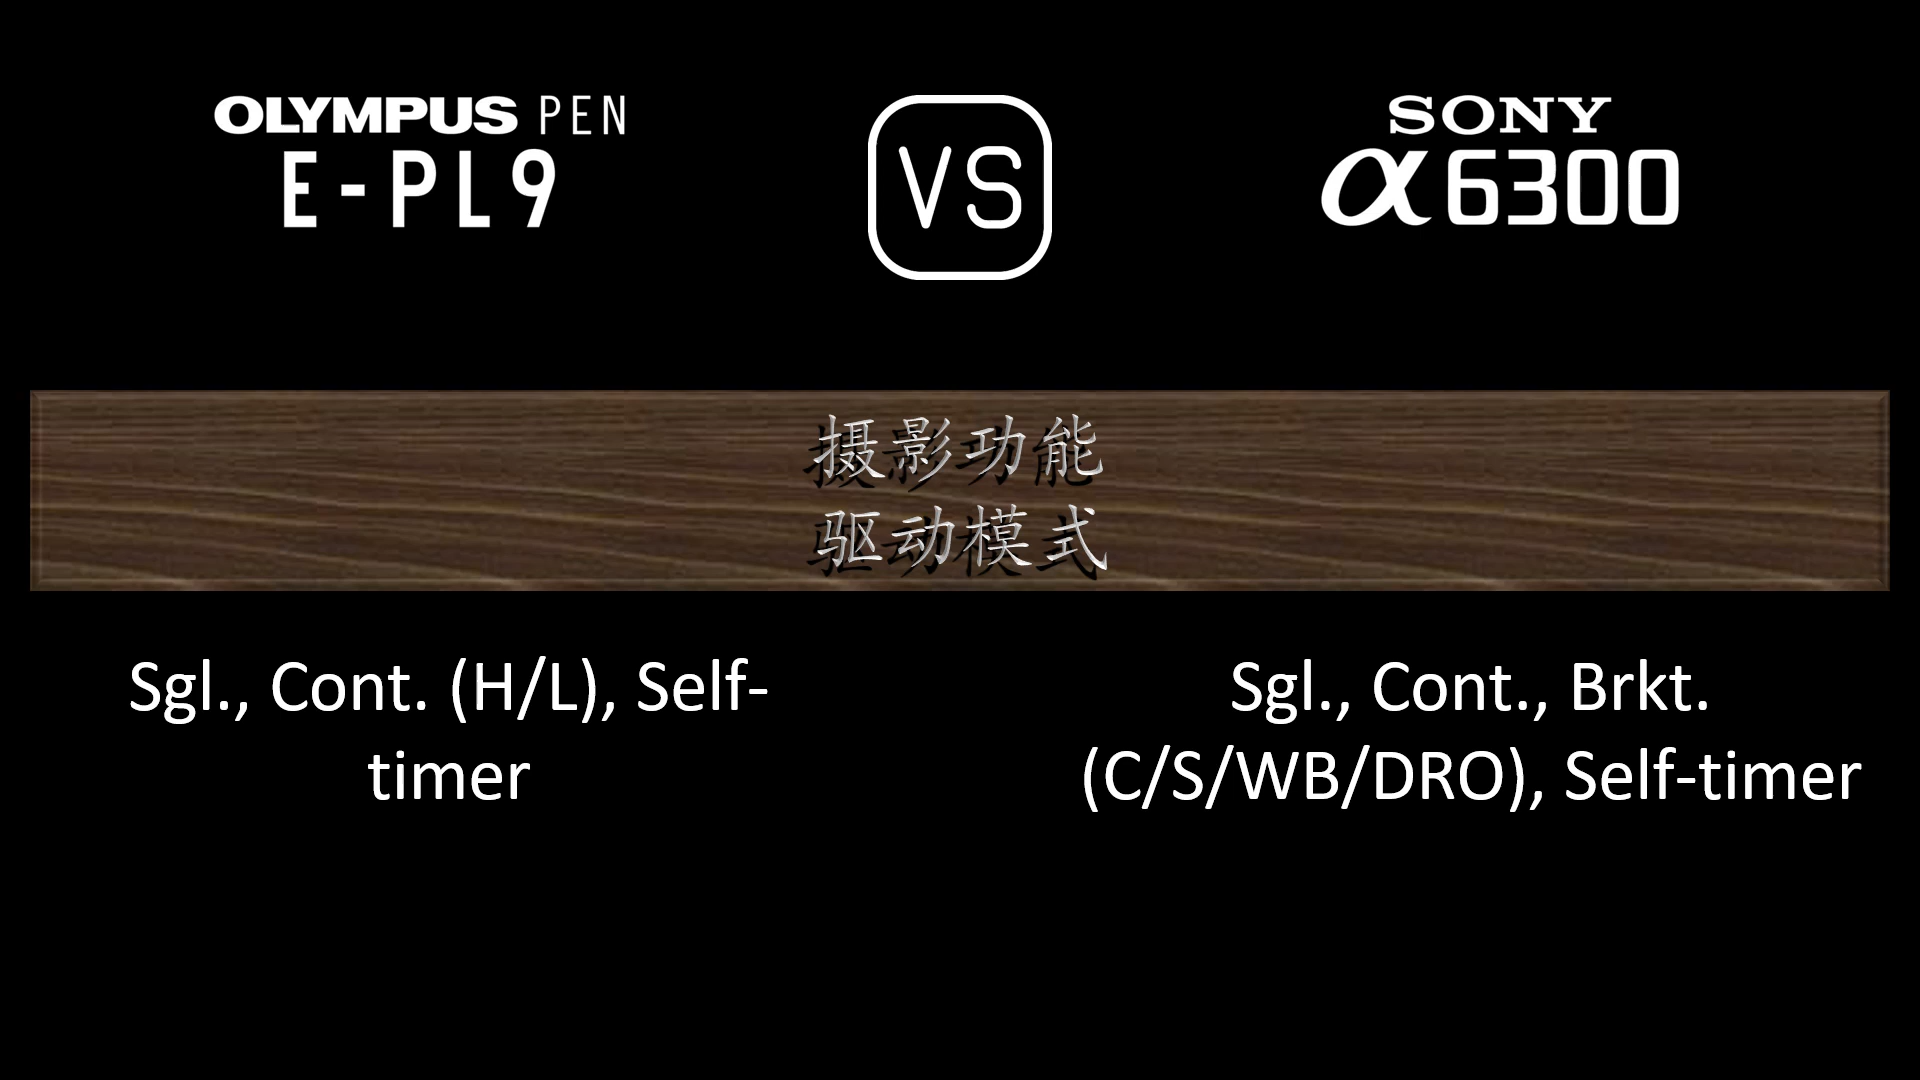 OLYMPUS PEN
E-PL9
VS
SONY
α6300
摄影功能
驱动模式
Sgl., Cont. (H/L), Self-
timer
Sgl., Cont., Brkt.
(C/S/WB/DRO), Self-timer